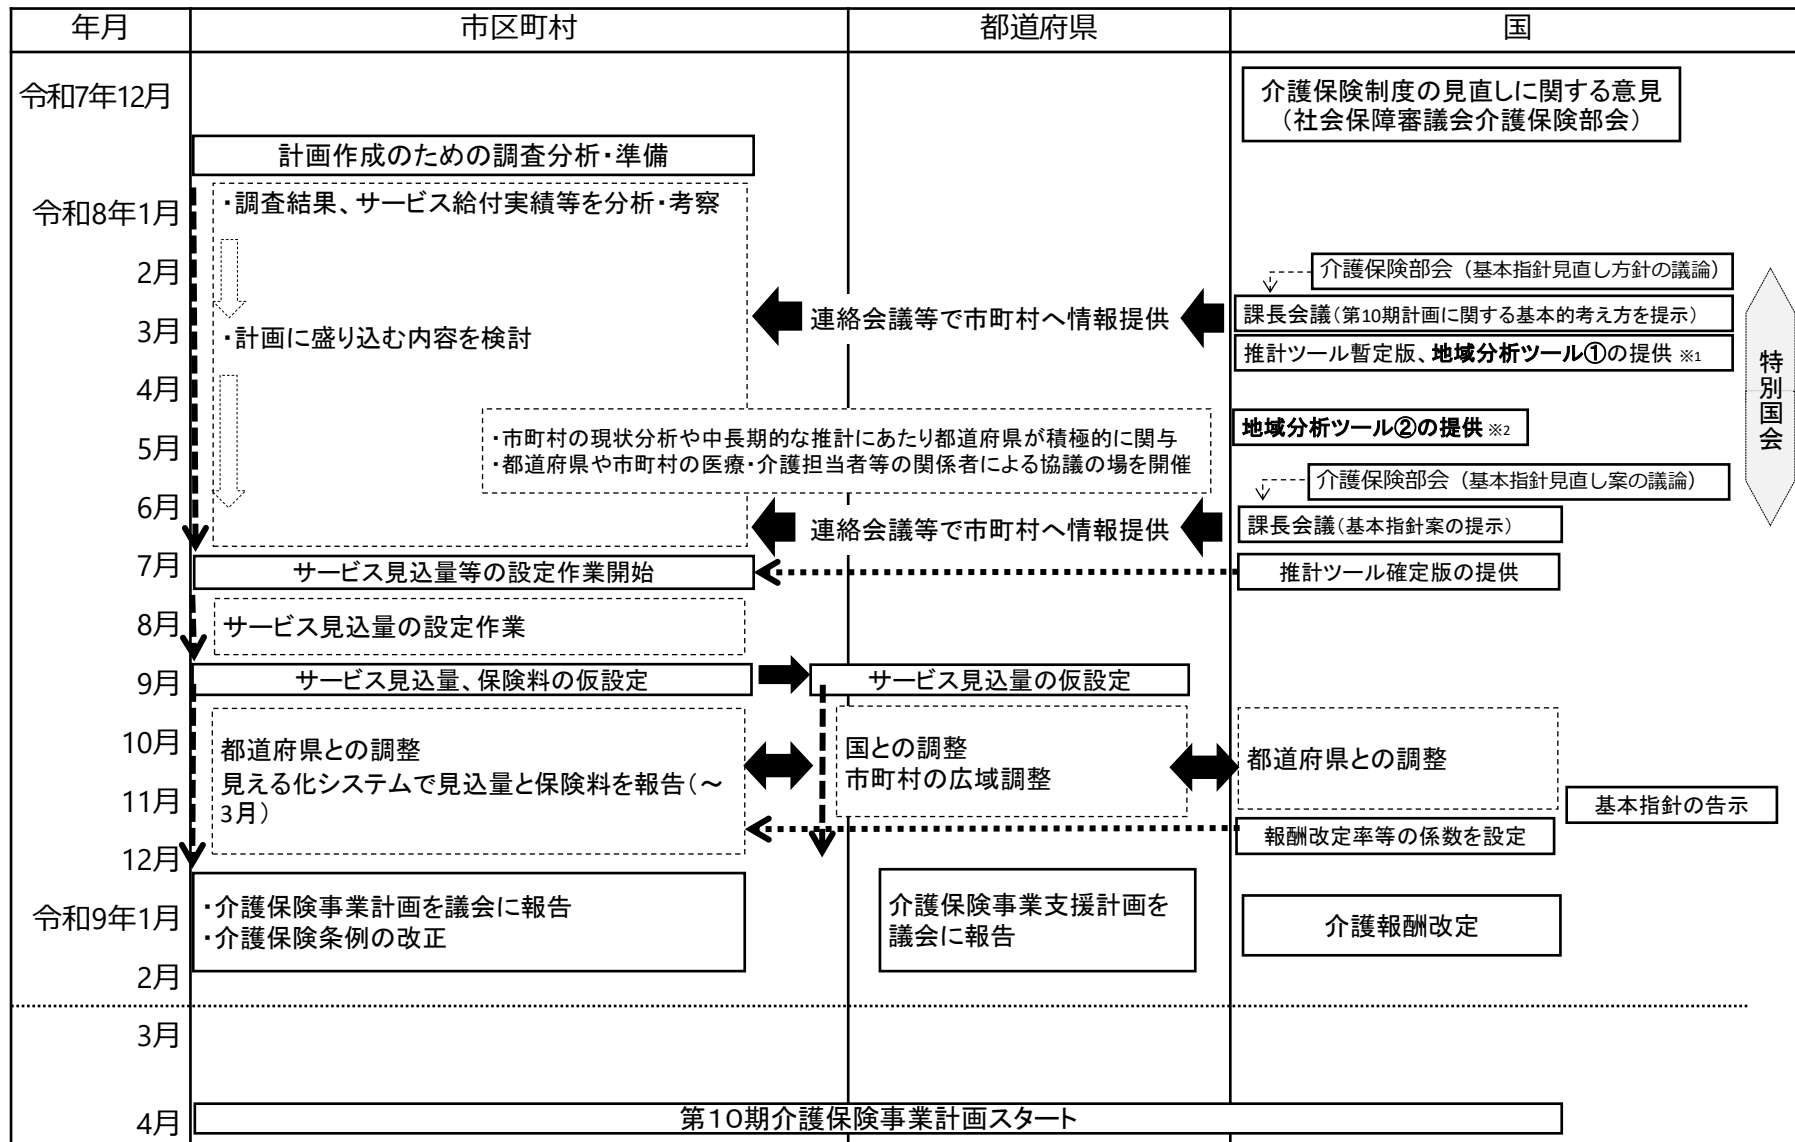 年月
市区町村
都道府県
国
令和7年12月
介護保険制度の見直しに関する意見
（社会保障審議会介護保険部会）
計画作成のための調査分析・準備
令和8年1月
・調査結果、サービス給付実績等を分析・考察
2月
介護保険部会（基本指針見直し方針の議論）
連絡会議等で市町村へ情報提供
課長会議（第10期計画に関する基本的考え方を提示）
3月
・計画に盛り込む内容を検討
推計ツール暫定版、地域分析ツール①の提供 ※1
特別国会
4月
・市町村の現状分析や中長期的な推計にあたり都道府県が積極的に関与
・都道府県や市町村の医療・介護担当者等の関係者による協議の場を開催
地域分析ツール②の提供 ※2
5月
介護保険部会（基本指針見直し案の議論）
6月
連絡会議等で市町村へ情報提供
課長会議（基本指針案の提示）
7月
サービス見込量等の設定作業開始
推計ツール確定版の提供
8月
サービス見込量の設定作業
9月
サービス見込量、保険料の仮設定
サービス見込量の仮設定
10月
都道府県との調整
見える化システムで見込量と保険料を報告（～
3月）
国との調整
市町村の広域調整
都道府県との調整
11月
基本指針の告示
報酬改定率等の係数を設定
12月
令和9年1月
・介護保険事業計画を議会に報告
・介護保険条例の改正
介護保険事業支援計画を
議会に報告
介護報酬改定
2月
3月
4月
第10期介護保険事業計画スタート